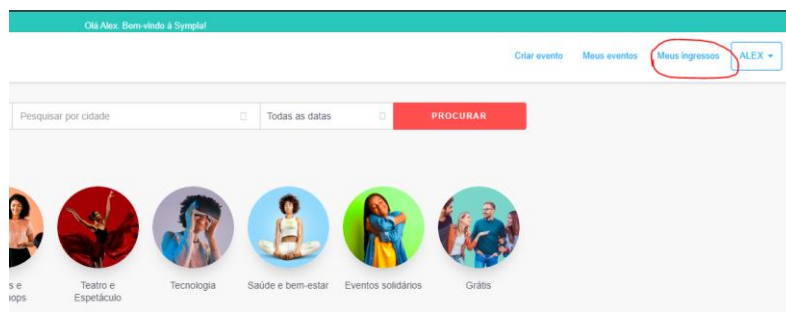 Olá Alex. Bem-vindo à Sympla!
Criar evento Meus eventos Meus ingressos ALEX
Pesquisar por cidade Todas as datas PROCURAR
s e
ops
Teatro e
Espetáculo
Tecnologia
Saúde e bem-estar
Eventos solidários
Grátis